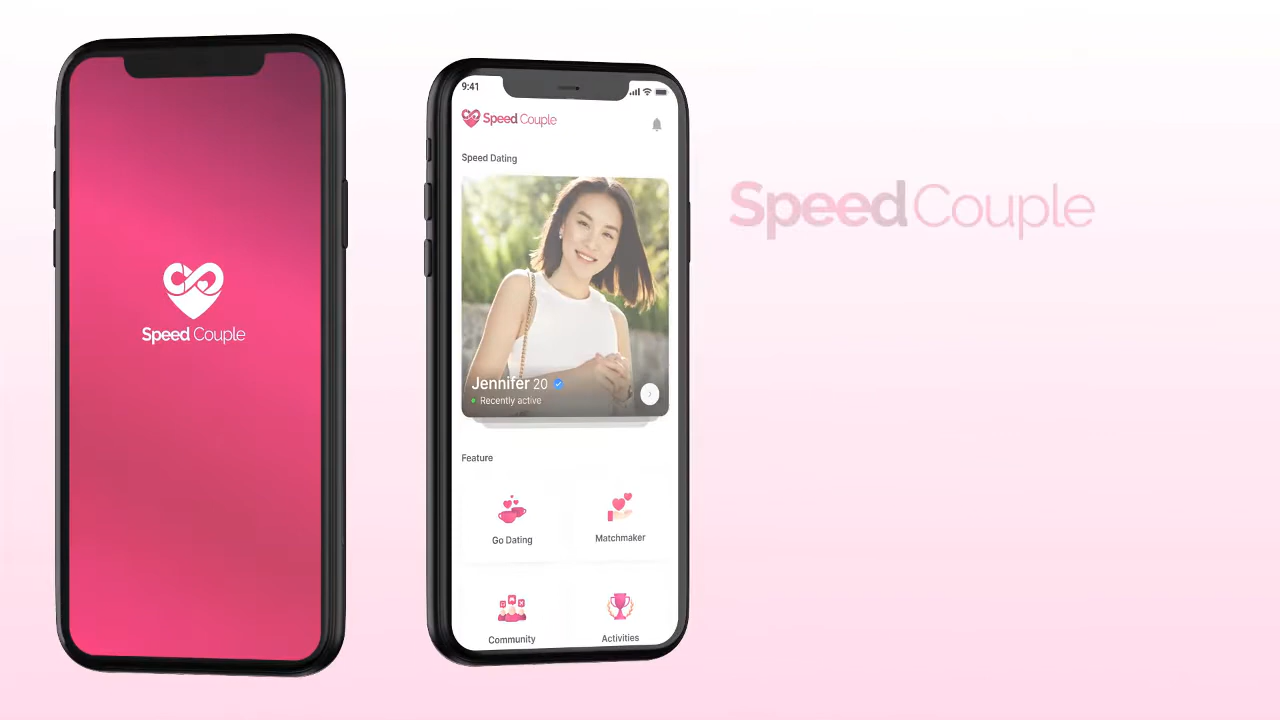 Speed Couple
9:41
Speed Couple
Speed Dating
Jennifer 20
Recently active
Feature
Go Dating
Matchmaker
Community
Activities
Speed Couple